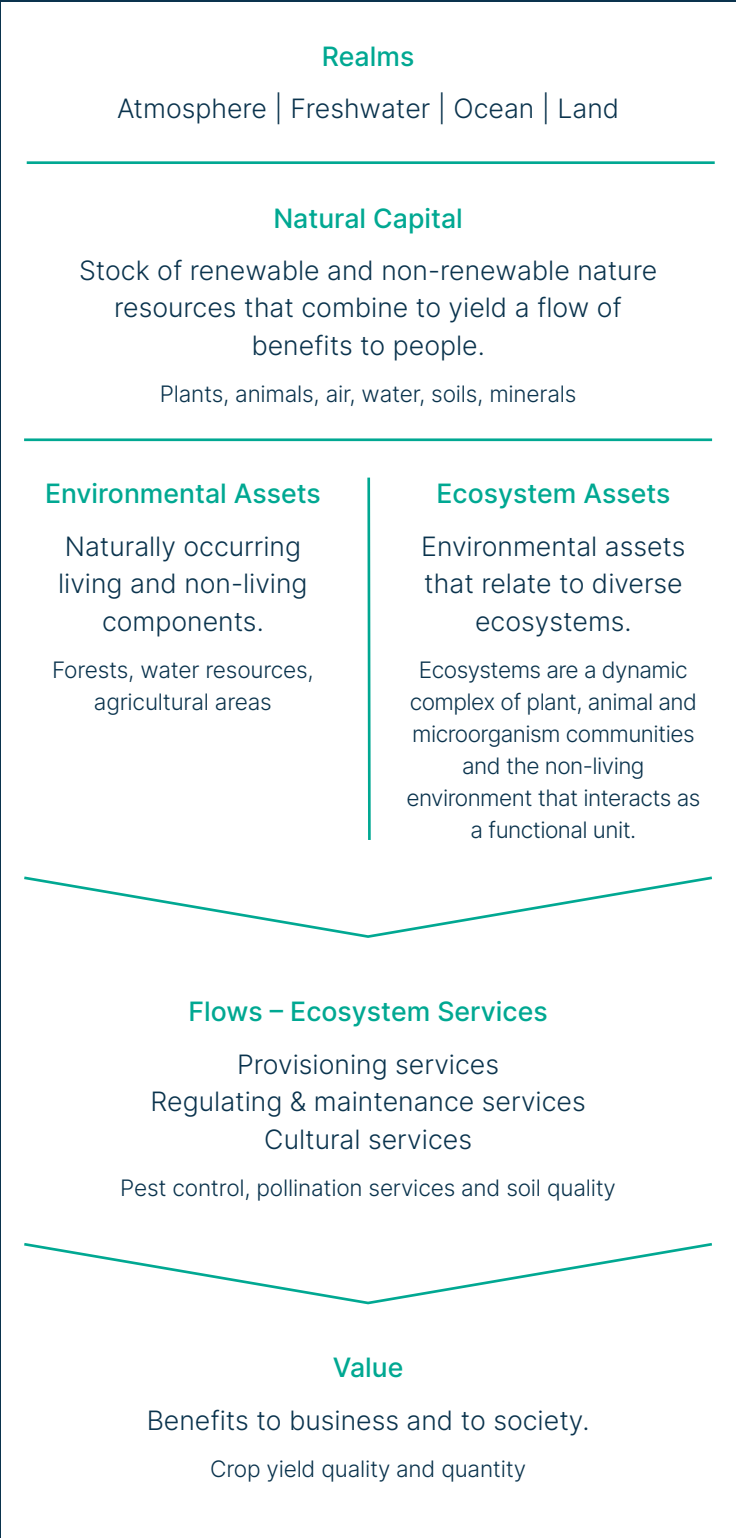 Realms
Atmosphere | Freshwater | Ocean | Land
Natural Capital
Stock of renewable and non-renewable nature
resources that combine to yield a flow of
benefits to people.
Plants, animals, air, water, soils, minerals
Environmental Assets
Naturally occurring
living and non-living
components.
Forests, water resources,
agricultural areas
Ecosystem Assets
Environmental assets
that relate to diverse
ecosystems.
Ecosystems are a dynamic
complex of plant, animal and
microorganism communities
and the non-living
environment that interacts as
a functional unit.
Flows – Ecosystem Services
Provisioning services
Regulating & maintenance services
Cultural services
Pest control, pollination services and soil quality
Value
Benefits to business and to society.
Crop yield quality and quantity